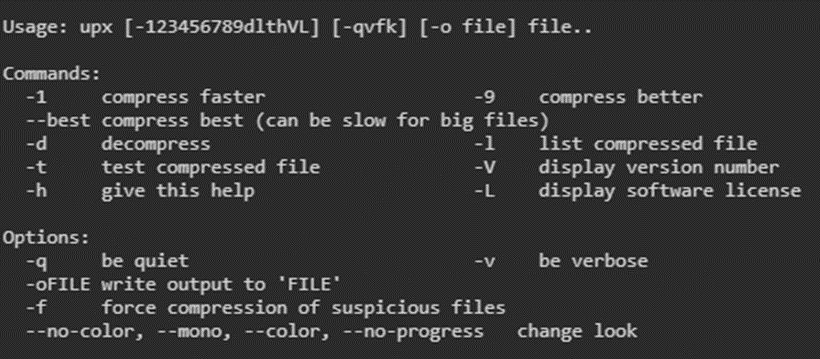 Usage: upx [-123456789dlthVL] [-qvfk] [-o file] file..
Commands:
-1 compress faster -9 compress better
--best compress best (can be slow for big files)
-d decompress -l list compressed file
-t test compressed file -V display version number
-h give this help -L display software license
Options:
-q be quiet -v be verbose
-oFILE write output to 'FILE'
-f force compression of suspicious files
--no-color, --mono, --color, --no-progress change look